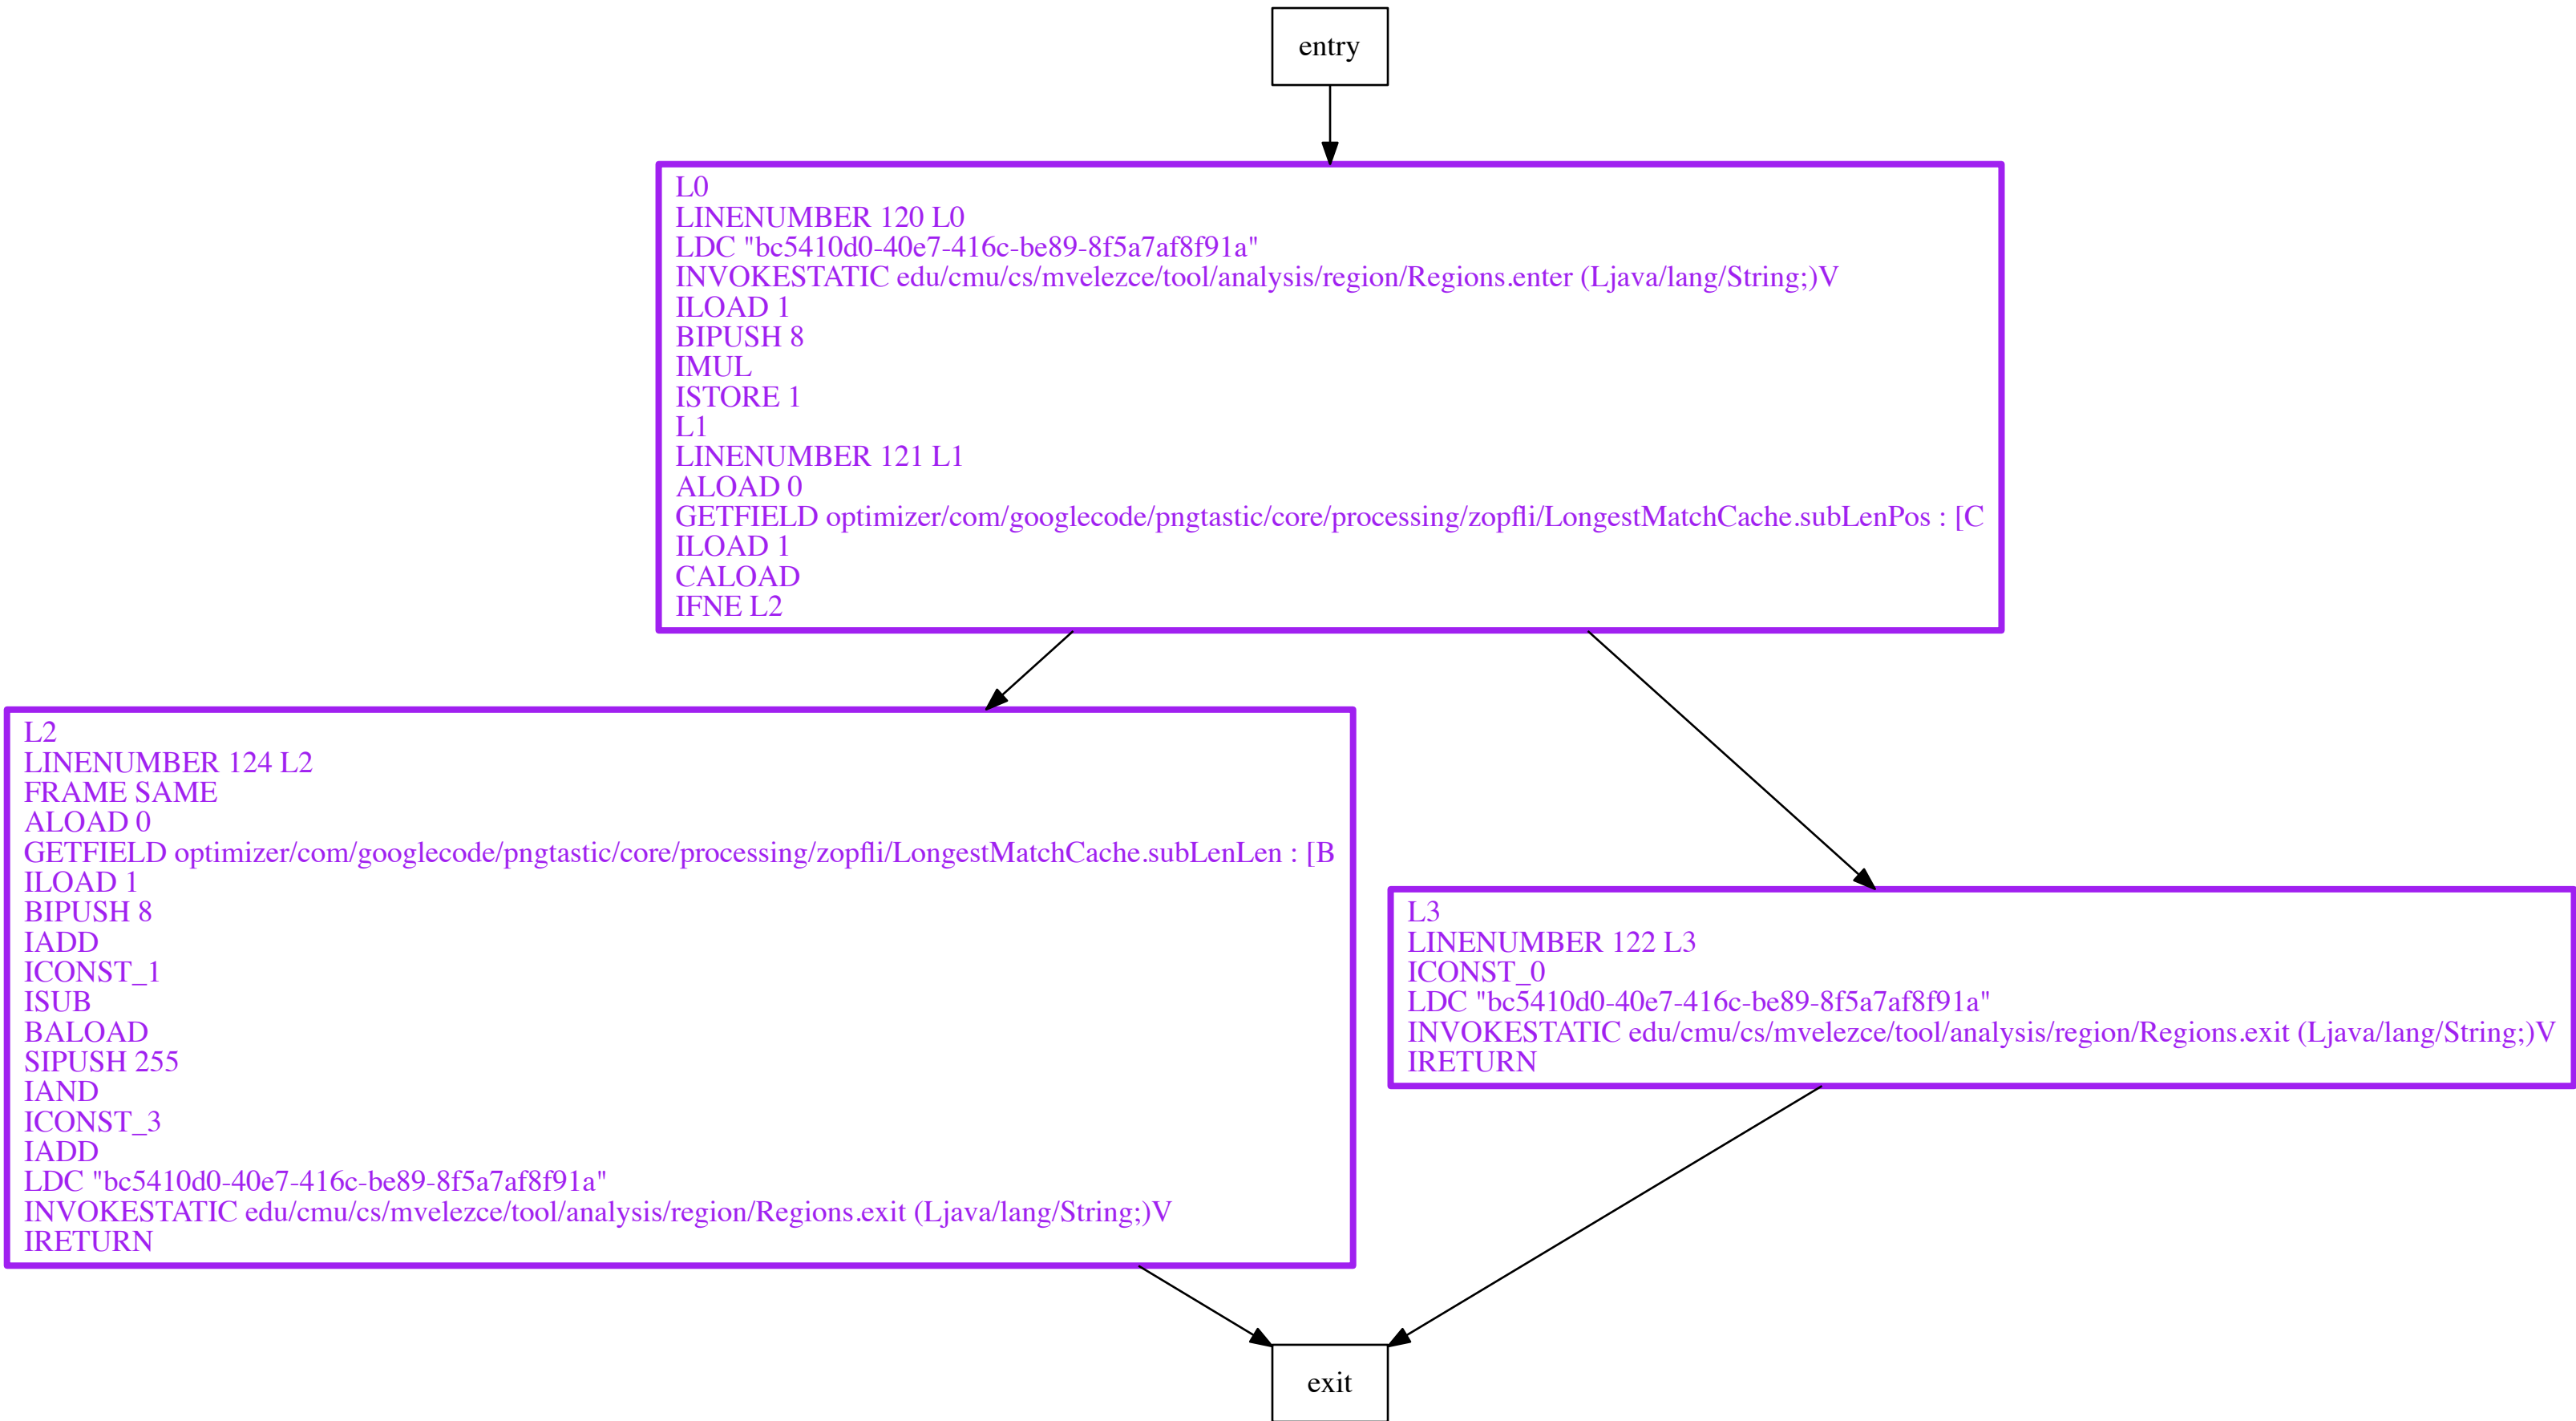 entry
L0
LINENUMBER 120 L0
LDC "bc5410d0-40e7-416c-be89-8f5a7af8f91a"
INVOKESTATIC edu/cmu/cs/mvelezce/tool/analysis/region/Regions.enter (Ljava/lang/String;)V
ILOAD 1
BIPUSH 8
IMUL
ISTORE 1
L1
LINENUMBER 121 L1
ALOAD 0
GETFIELD optimizer/com/googlecode/pngtastic/core/processing/zopfli/LongestMatchCache.subLenPos : [C
ILOAD 1
CALOAD
IFNE L2
L2
LINENUMBER 124 L2
FRAME SAME
ALOAD 0
GETFIELD optimizer/com/googlecode/pngtastic/core/processing/zopfli/LongestMatchCache.subLenLen : [B
ILOAD 1
BIPUSH 8
IADD
ICONST_1
ISUB
BALOAD
SIPUSH 255
IAND
ICONST_3
IADD
LDC "bc5410d0-40e7-416c-be89-8f5a7af8f91a"
INVOKESTATIC edu/cmu/cs/mvelezce/tool/analysis/region/Regions.exit (Ljava/lang/String;)V
IRETURN
L3
LINENUMBER 122 L3
ICONST_0
LDC "bc5410d0-40e7-416c-be89-8f5a7af8f91a"
INVOKESTATIC edu/cmu/cs/mvelezce/tool/analysis/region/Regions.exit (Ljava/lang/String;)V
IRETURN
exit